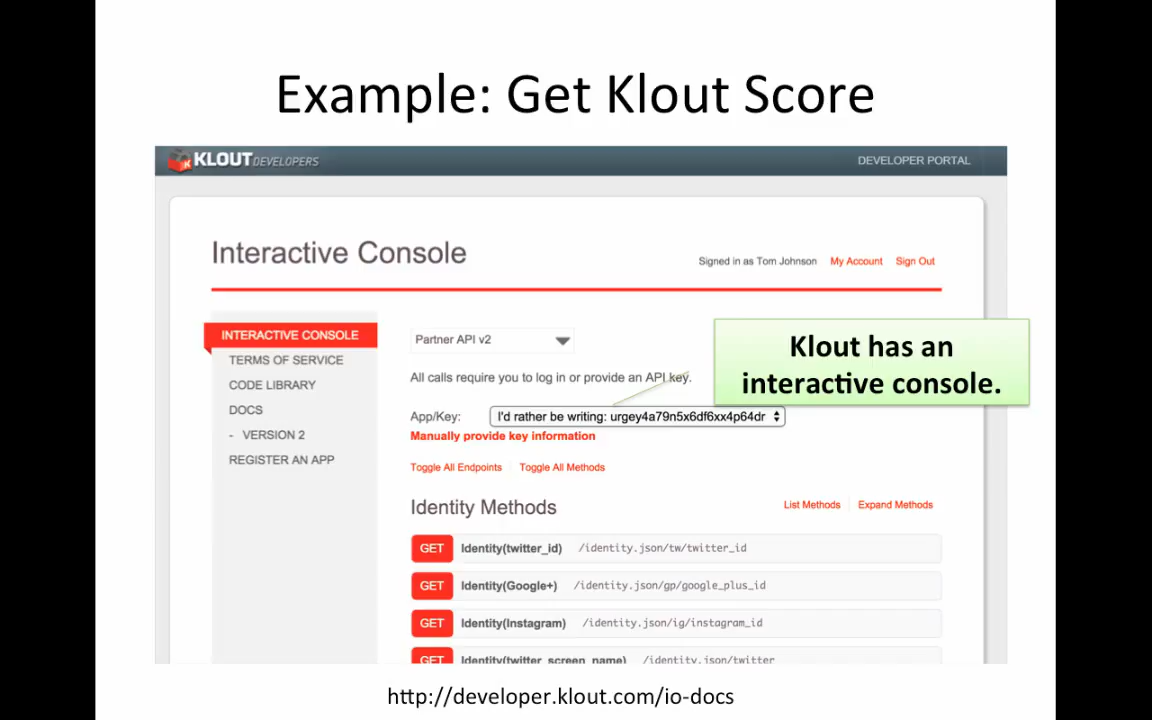 Example: Get Klout Score
KLOUT DEVELOPERS
DEVELOPER PORTAL
Interactive Console
Signed in as Tom Johnson My Account Sign Out
INTERACTIVE CONSOLE
TERMS OF SERVICE
CODE LIBRARY
DOCS
- VERSION 2
REGISTER AN APP
Partner API v2
All calls require you to log in or provide an API key.
Klout has an
interactive console.
App/Key: I'd rather be writing: urgey4a79n5x6df6xx4p64dr
Manually provide key information
Toggle All Endpoints Toggle All Methods
Identity Methods
List Methods Expand Methods
GET Identity(twitter_id) /identity.json/tw/twitter_id
GET Identity(Google+) /identity.json/gp/google_plus_id
GET Identity(Instagram) /identity.json/ig/instagram_id
GET Identity(twitter_screen_name) /identity.json/twitter
http://developer.klout.com/io-docs